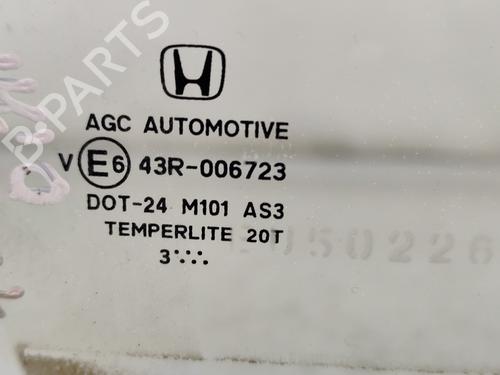 B-PARTS
AGC AUTOMOTIVE
V E6 43R-006723
DOT-24 M101 AS3
TEMPERLITE 20T
3